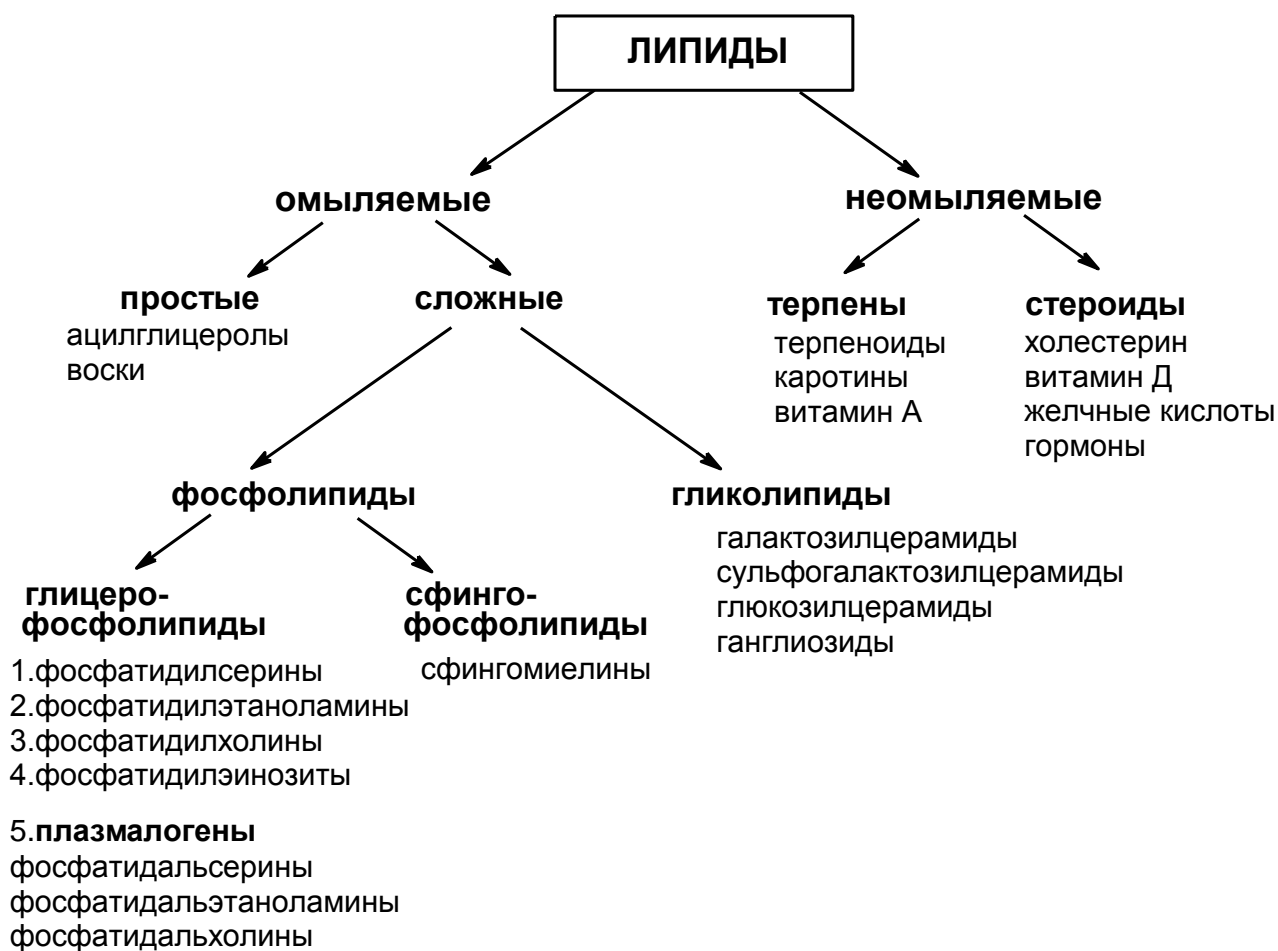 ЛИПИДЫ
омыляемые
неомыляемые
простые
ацилглицеролы
воски
сложные
терпены
терпеноиды
каротины
витамин А
стероиды
холестерин
витамин Д
желчные кислоты
гормоны
фосфолипиды
гликолипиды
галактозилцерамиды
сульфогалактозилцерамиды
глюкозилцерамиды
ганглиозиды
глицеро-
фосфолипиды
1.фосфатидилсерины
2.фосфатидилэтаноламины
3.фосфатидилхолины
4.фосфатидилэинозиты
5.плазмалогены
фосфатидальсерины
фосфатидальэтаноламины
фосфатидальхолины
сфинго-
фосфолипиды
сфингомиелины